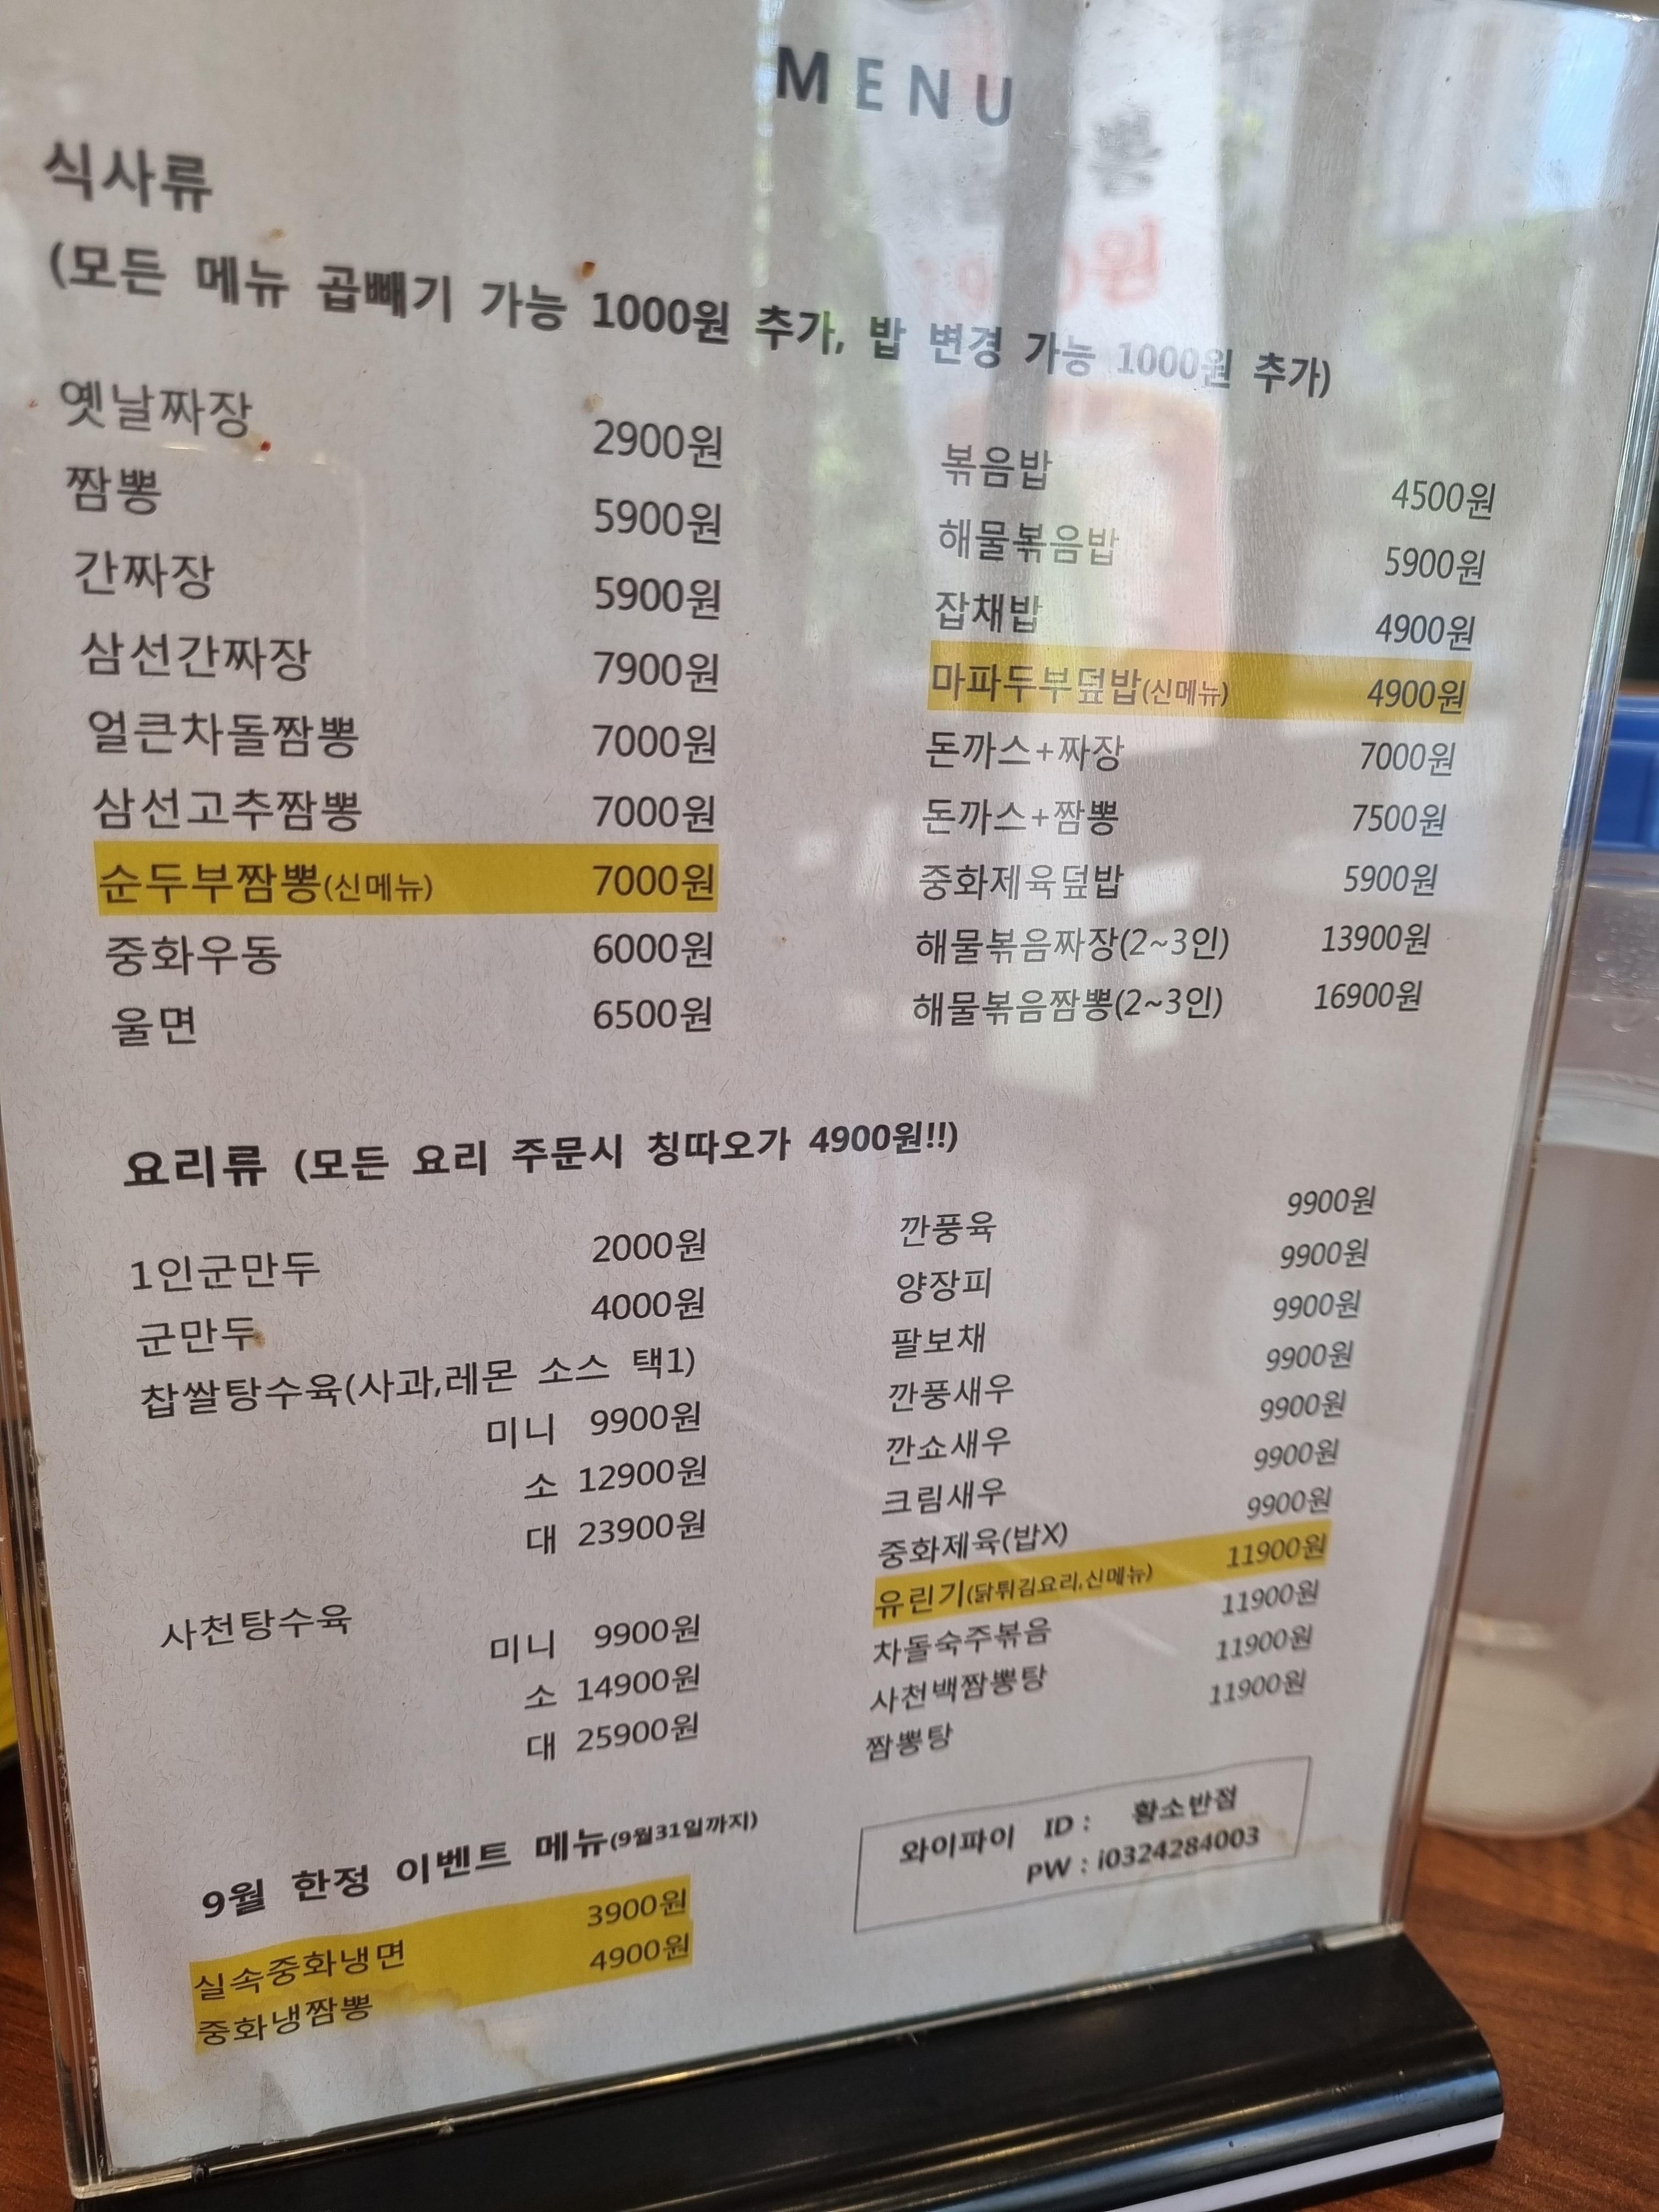 MENU
식사류
(모든 메뉴 곱빼기 가능 1000원 추가, 밥 변경 가능 1000원 추가)
옛날짜장 2900원
짬뽕 5900원
간짜장 5900원
삼선간짜장 7900원
얼큰차돌짬뽕 7000원
삼선고추짬뽕 7000원
순두부짬뽕(신메뉴) 7000원
중화우동 6000원
울면 6500원
볶음밥 4500원
해물볶음밥 5900원
잡채밥 4900원
마파두부덮밥(신메뉴) 4900원
돈까스+짜장 7000원
돈까스+짬뽕 7500원
중화제육덮밥 5900원
해물볶음짜장(2~3인) 13900원
해물볶음짬뽕(2~3인) 16900원
요리류 (모든 요리 주문시 칭따오가 4900원!!)
1인군만두 2000원
군만두 4000원
찹쌀탕수육(사과,레몬 소스 택1)
미니 9900원
소 12900원
대 23900원
사천탕수육
미니 9900원
소 14900원
대 25900원
깐풍육 9900원
양장피 9900원
팔보채 9900원
깐풍새우 9900원
깐쇼새우 9900원
크림새우 9900원
중화제육(밥X) 9900원
유린기(닭튀김요리,신메뉴) 11900원
차돌숙주볶음 11900원
사천백짬뽕탕 11900원
짬뽕탕 11900원
9월 한정 이벤트 메뉴(9월31일까지)
실속중화냉면 3900원
중화냉짬뽕 4900원
와이파이 ID : 황소반점
PW : i0324284003